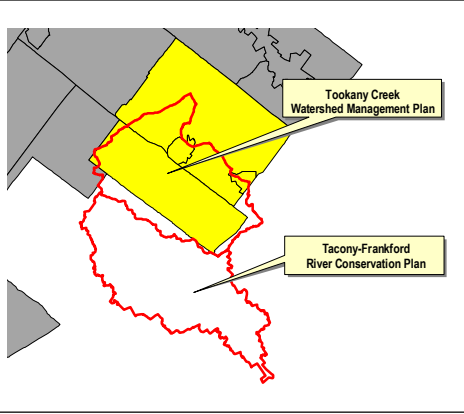 Tookany Creek
Watershed Management Plan
Tacony-Frankford
River Conservation Plan